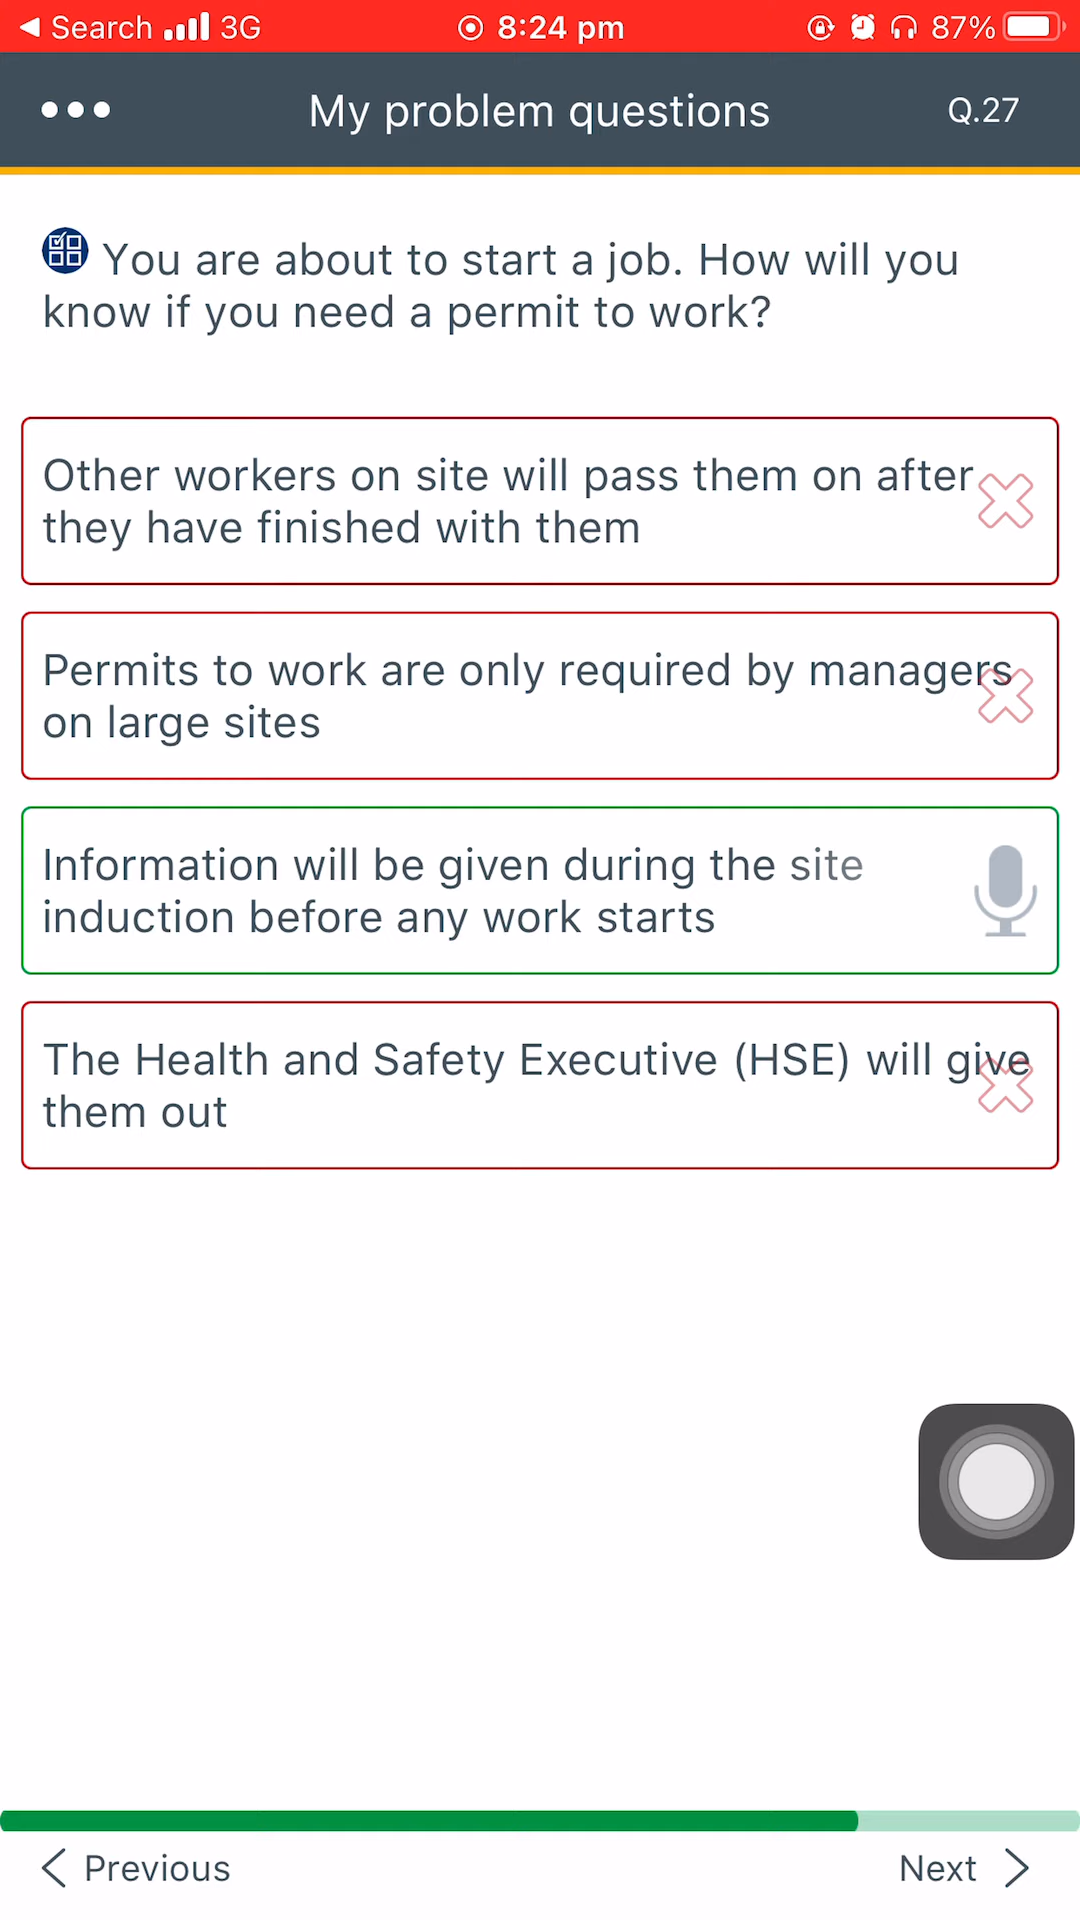 Search 3G 8:24 pm 87%
My problem questions Q.27
You are about to start a job. How will you
know if you need a permit to work?
Other workers on site will pass them on after
they have finished with them
Permits to work are only required by managers
on large sites
Information will be given during the site
induction before any work starts
The Health and Safety Executive (HSE) will give
them out
Previous Next